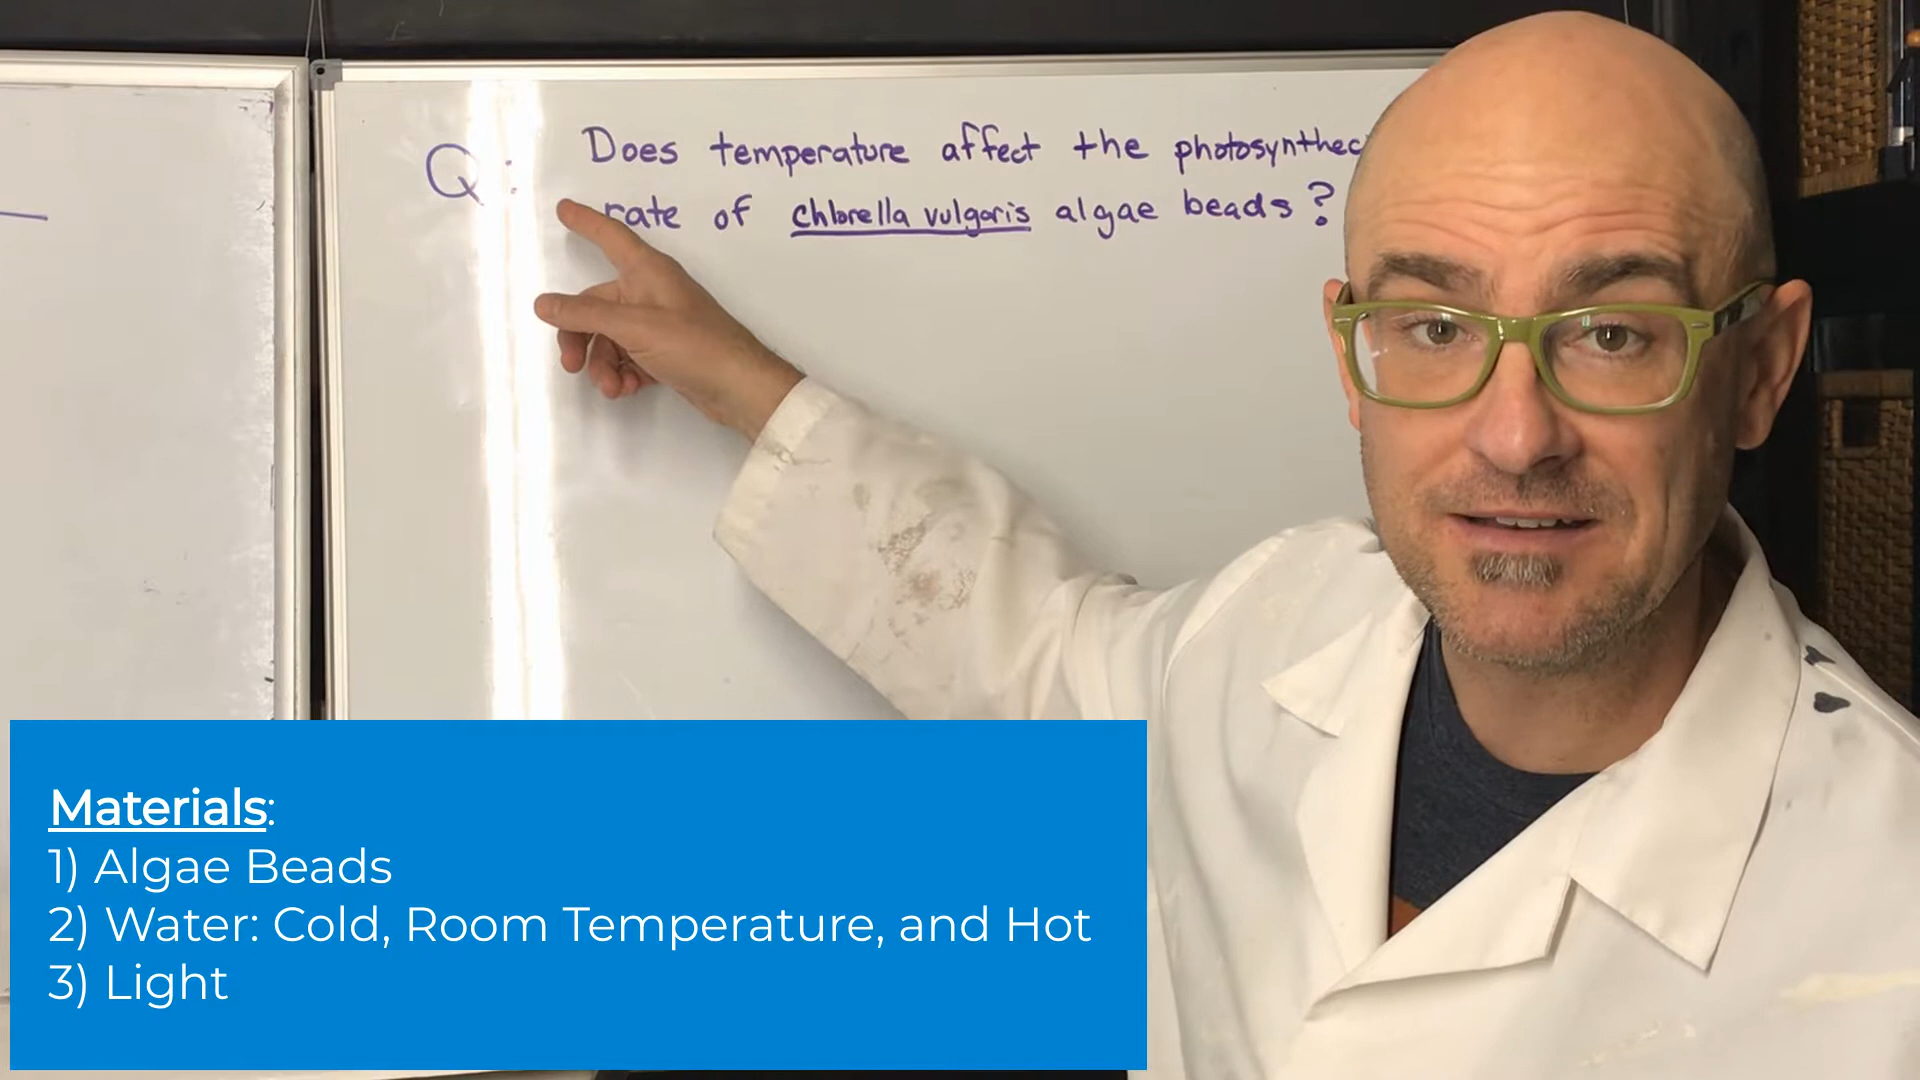 Q: Does temperature affect the photosynthec
rate of chlorella vulgaris algae beads?
Materials:
1) Algae Beads
2) Water: Cold, Room Temperature, and Hot
3) Light